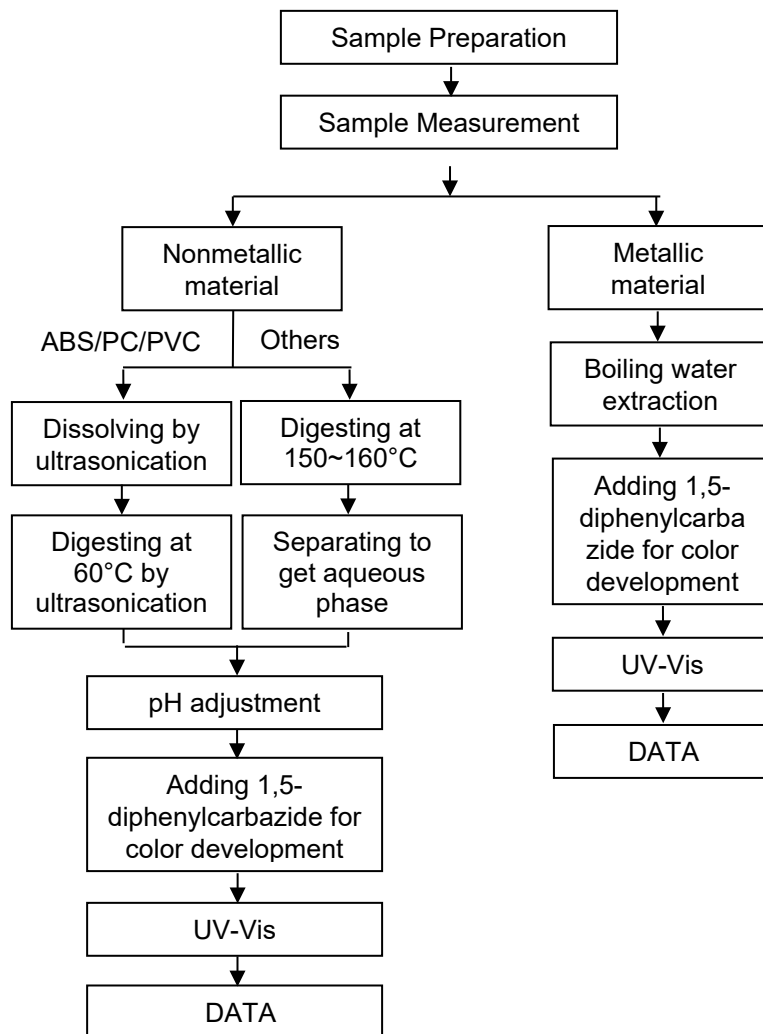 Sample Preparation
Sample Measurement
Nonmetallic
material
Metallic
material
ABS/PC/PVC
Others
Boiling water
extraction
Dissolving by
ultrasonication
Digesting at
150~160°C
Adding 1,5-
diphenylcarba
zide for color
development
Digesting at
60°C by
ultrasonication
Separating to
get aqueous
phase
UV-Vis
pH adjustment
DATA
Adding 1,5-
diphenylcarbazide for
color development
UV-Vis
DATA